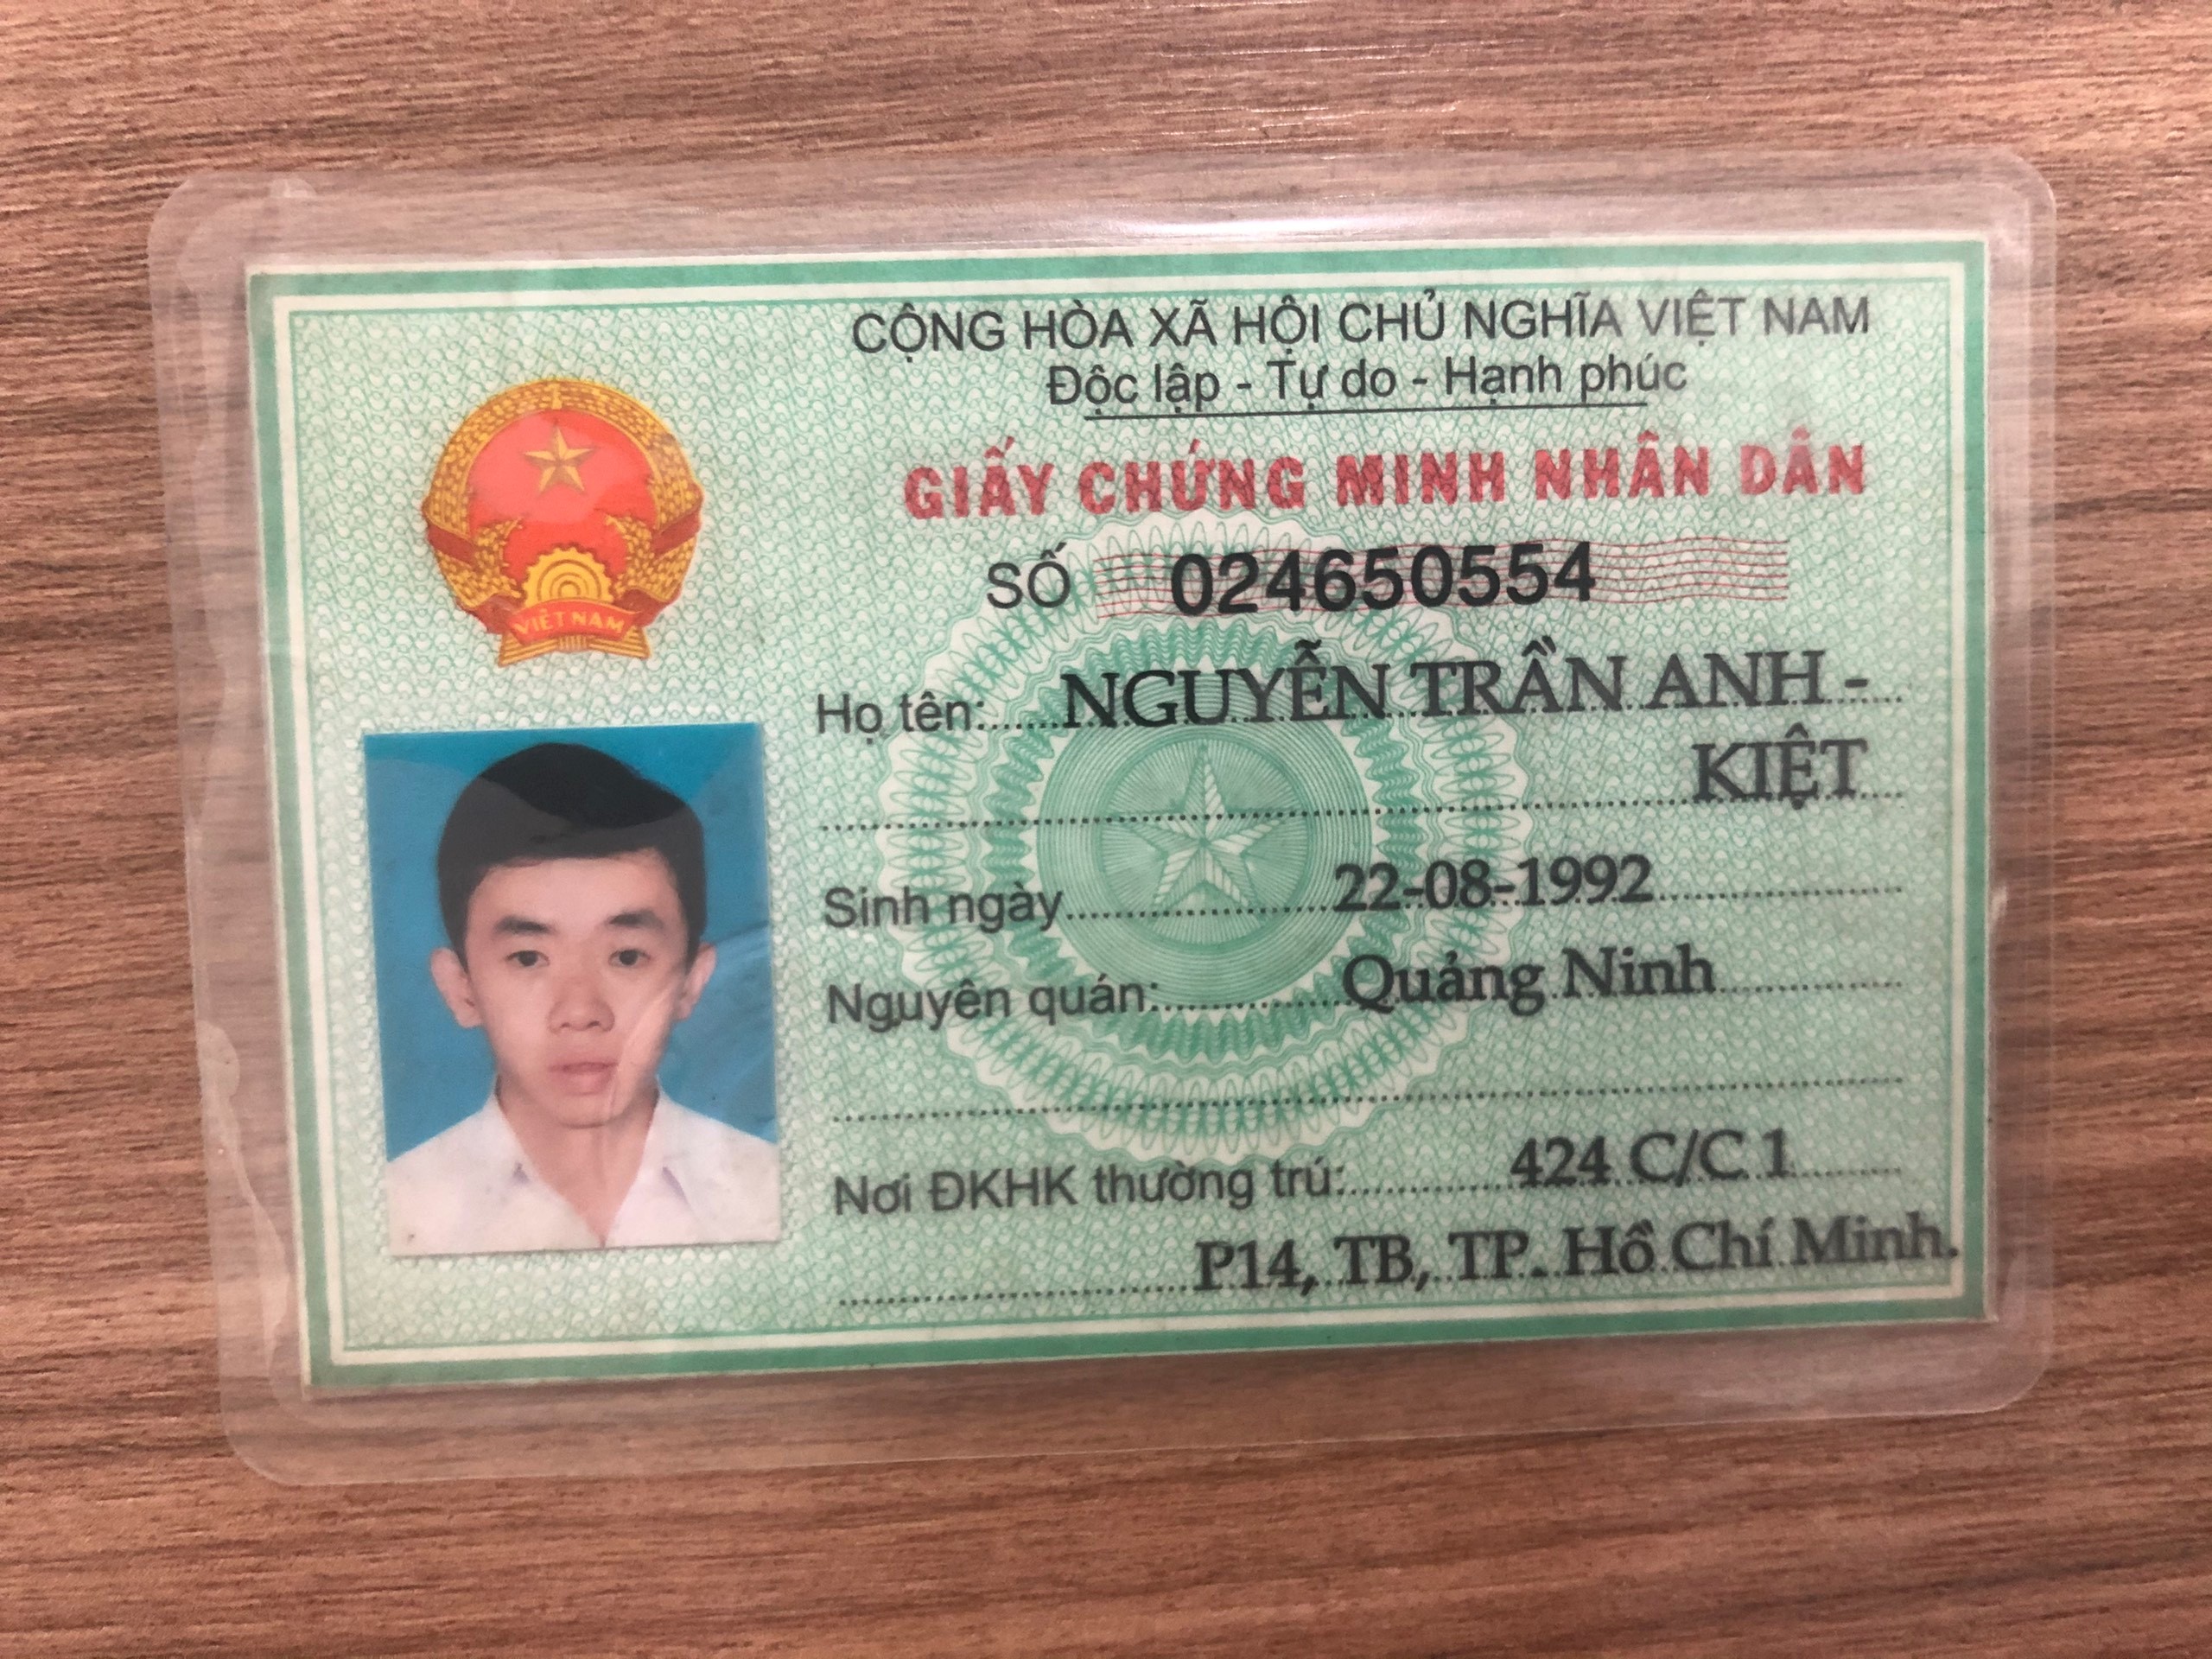 CỘNG HÒA XÃ HỘI CHỦ NGHĨA VIỆT NAM
Độc lập - Tự do - Hạnh phúc
GIẤY CHỨNG MINH NHÂN DÂN
SỐ 024650554
VIỆT NAM
Họ tên: NGUYỄN TRẦN ANH -
KIỆT
Sinh ngày 22-08-1992
Nguyên quán: Quảng Ninh
Nơi ĐKHK thường trú: 424 C/C 1
P14, TB, TP. Hồ Chí Minh.